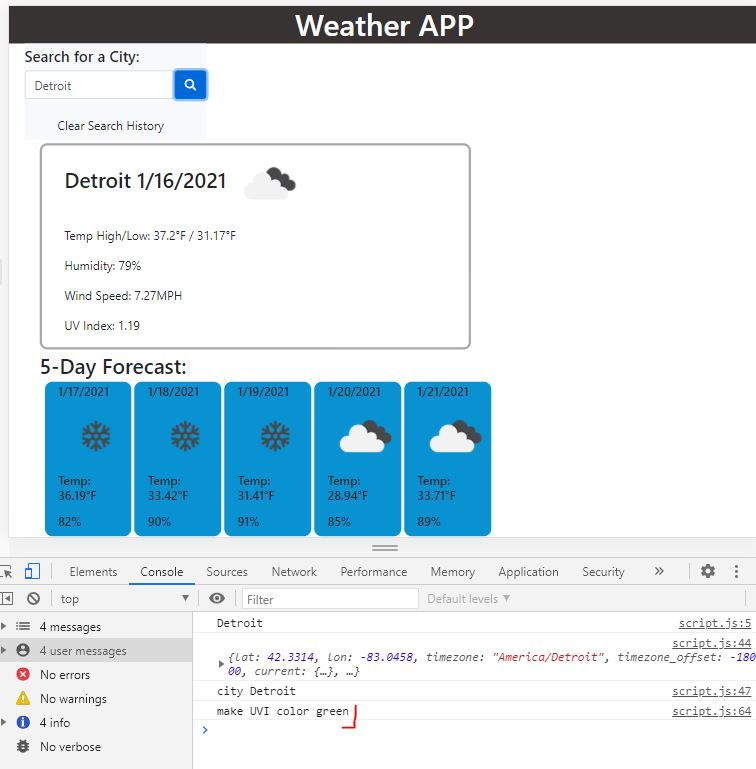 Weather APP
Search for a City:
Detroit
Clear Search History
Detroit 1/16/2021
Temp High/Low: 37.2°F / 31.17°F
Humidity: 79%
Wind Speed: 7.27MPH
UV Index: 1.19
5-Day Forecast:
1/17/2021 1/18/2021 1/19/2021 1/20/2021 1/21/2021
Temp: Temp: Temp: Temp: Temp:
36.19°F 33.42°F 31.41°F 28.94°F 33.71°F
82% 90% 91% 85% 89%
Elements Console Sources Network Performance Memory Application Security »
top Filter Default levels
4 messages
4 user messages
No errors
No warnings
4 info
No verbose
Detroit script.js:5
script.js:44
{lat: 42.3314, lon: -83.0458, timezone: "America/Detroit", timezone_offset: -180
00, current: {…}, …}
city Detroit script.js:47
make UVI color green script.js:64